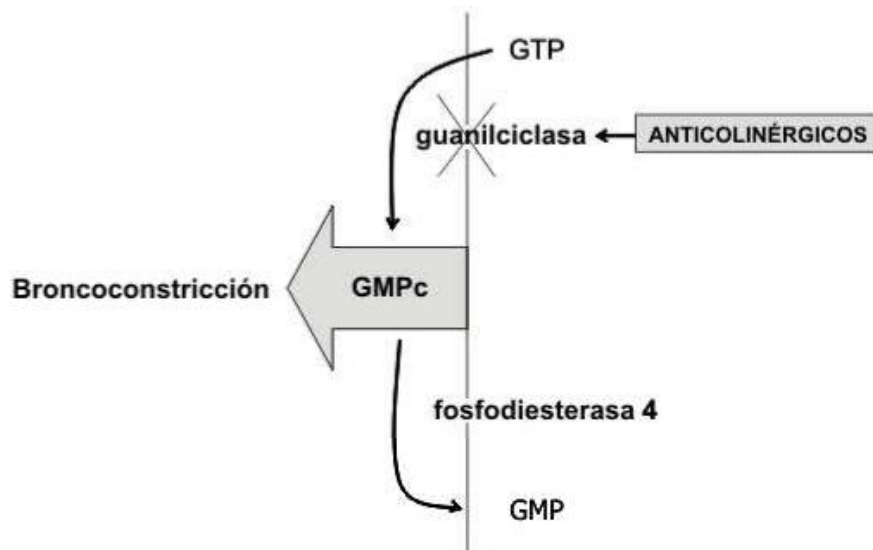 GTP
guanilciclasa
ANTICOLINÉRGICOS
Broncoconstricción
GMPc
fosfodiesterasa 4
GMP